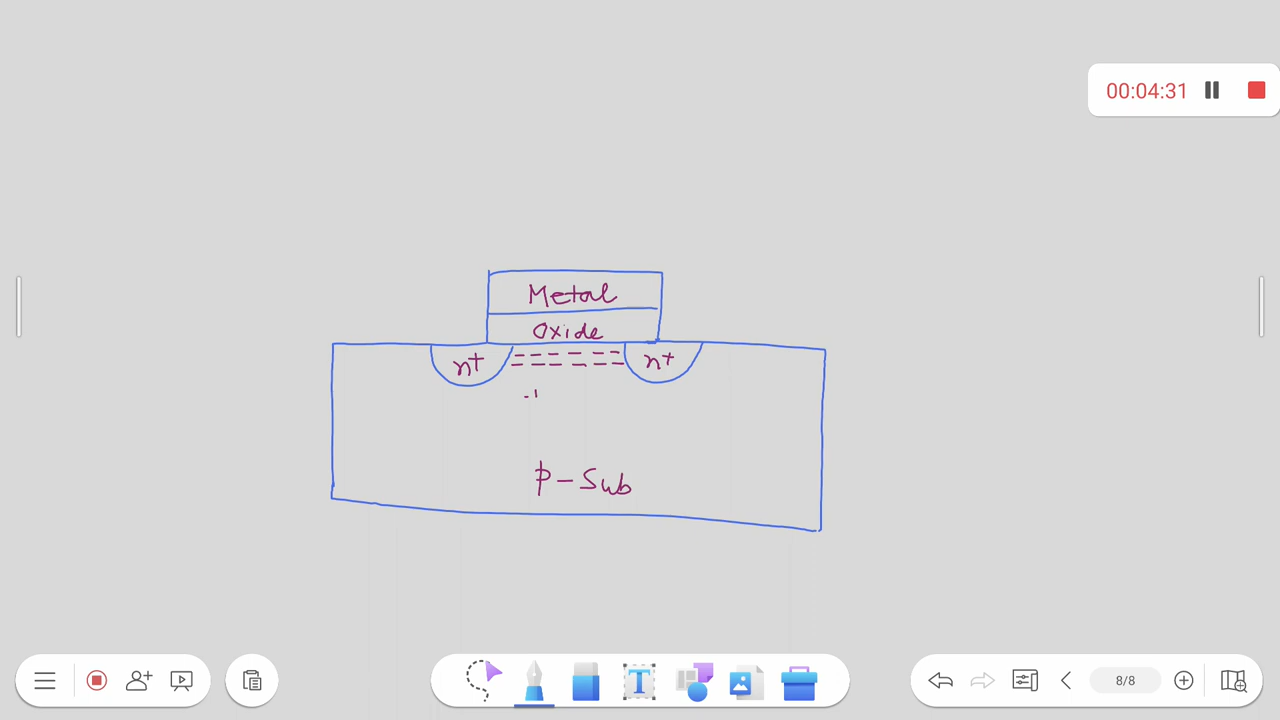 00:04:31
Metal
Oxide
n+ n+
p-Sub
8/8